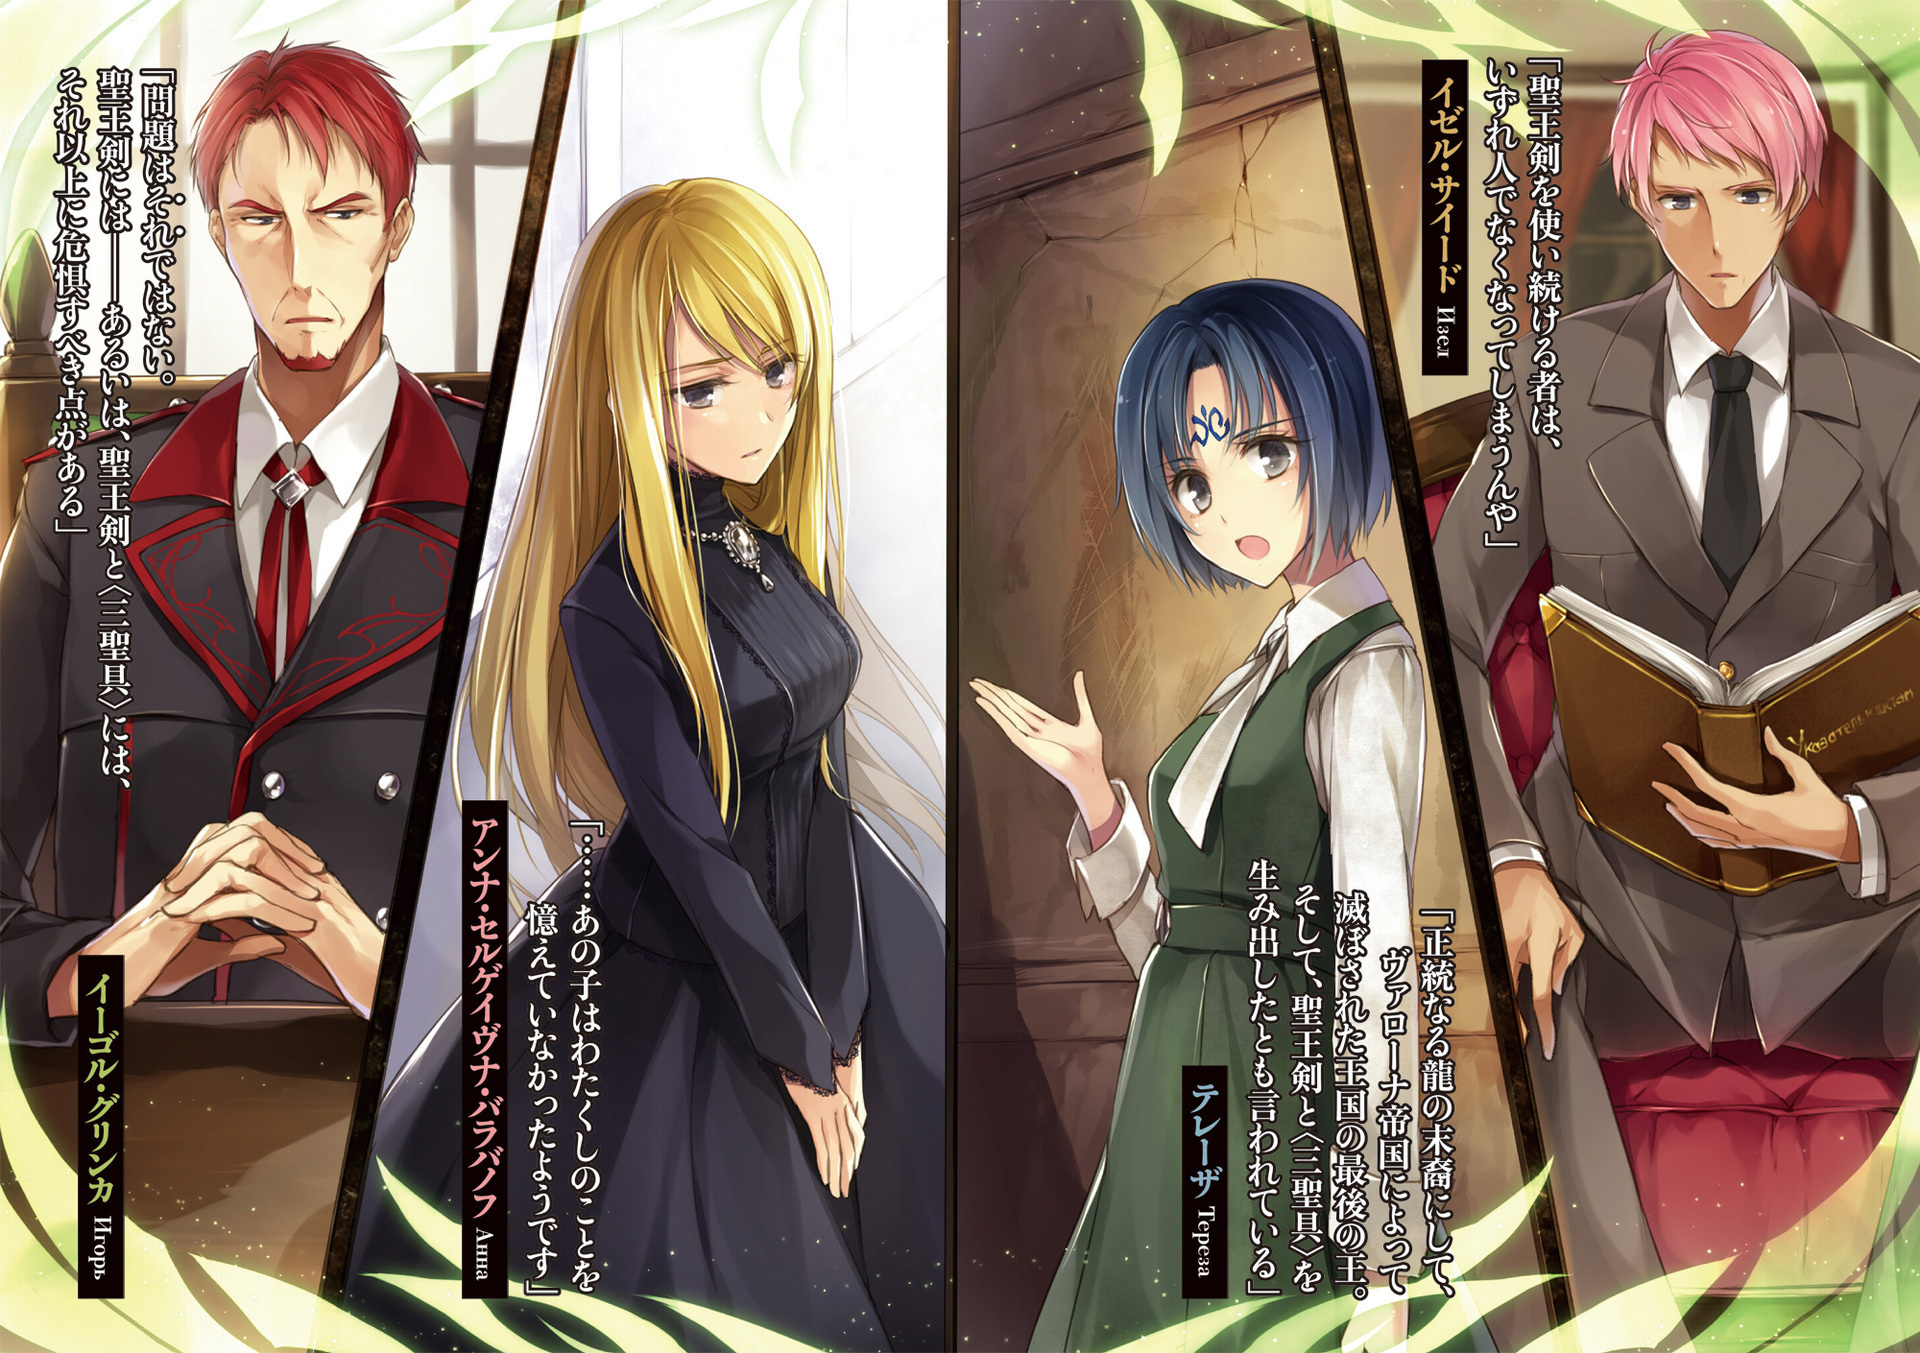 「聖王剣を使い続ける者は、
いずれ人でなくなってしまうんや」
イゼル・サイード Изел
Указатель к
「正統なる龍の末裔にして、
ヴァローナ帝国によって
滅ぼされた王国の最後の王。
そして、聖王剣と〈三聖具〉を
生み出したとも言われている」
テレーザ Тереза
「……あの子はわたくしのことを
憶えていなかったようです」
アンナ・セルゲイヴナ・バラバノフ Анна
「問題はそれではない。
聖王剣には――あるいは、聖王剣と〈三聖具〉には、
それ以上に危惧すべき点がある」
イーゴル・グリンカ Игорь